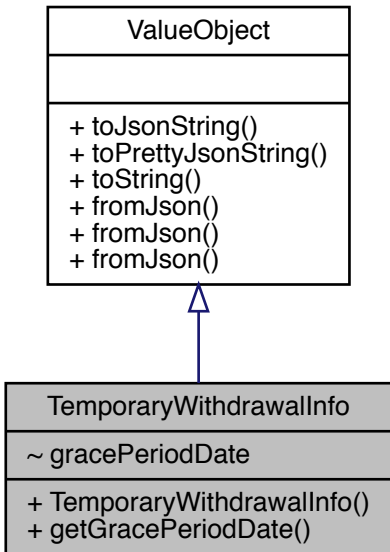 ValueObject
+ toJsonString()
+ toPrettyJsonString()
+ toString()
+ fromJson()
+ fromJson()
+ fromJson()
TemporaryWithdrawalInfo
~ gracePeriodDate
+ TemporaryWithdrawalInfo()
+ getGracePeriodDate()